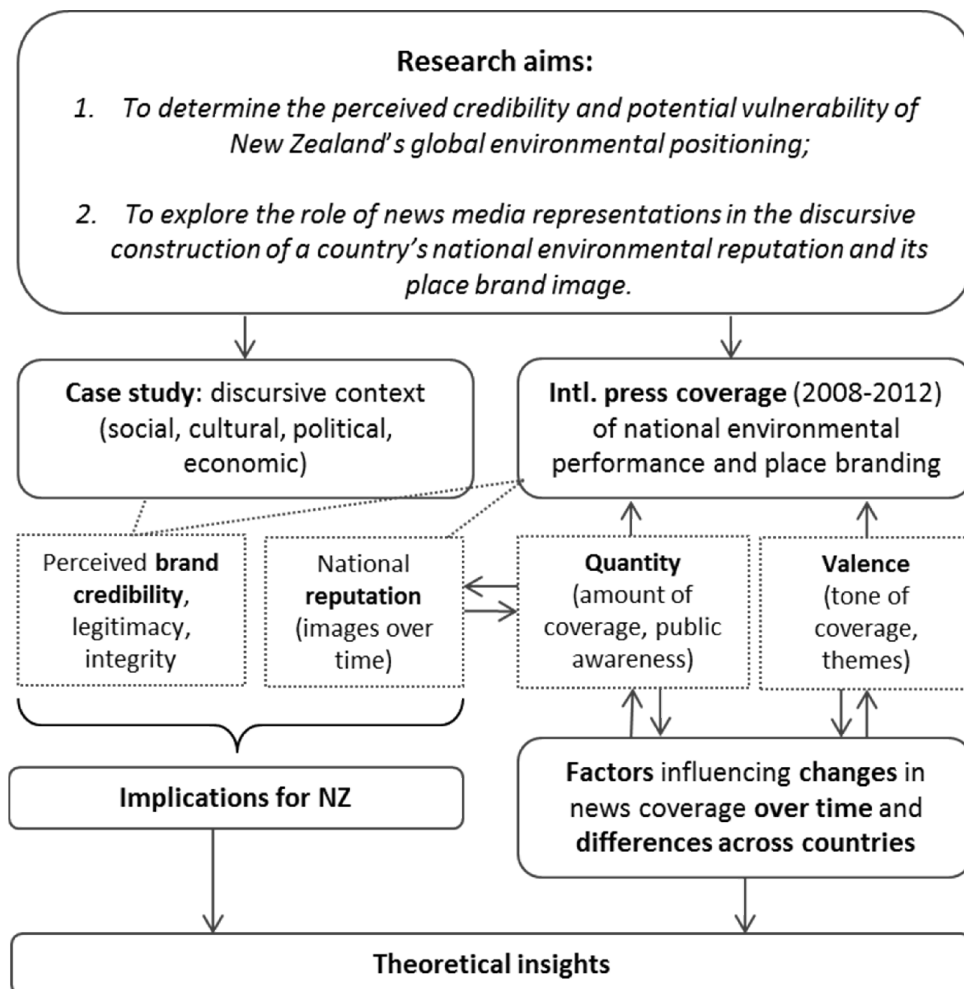 Research aims:
1. To determine the perceived credibility and potential vulnerability of
New Zealand's global environmental positioning;
2. To explore the role of news media representations in the discursive
construction of a country's national environmental reputation and its
place brand image.
Case study: discursive context
(social, cultural, political,
economic)
Intl. press coverage (2008-2012)
of national environmental
performance and place branding
Perceived brand
credibility,
legitimacy,
integrity
National
reputation
(images over
time)
Quantity
(amount of
coverage, public
awareness)
Valence
(tone of
coverage,
themes)
Implications for NZ
Factors influencing changes in
news coverage over time and
differences across countries
Theoretical insights